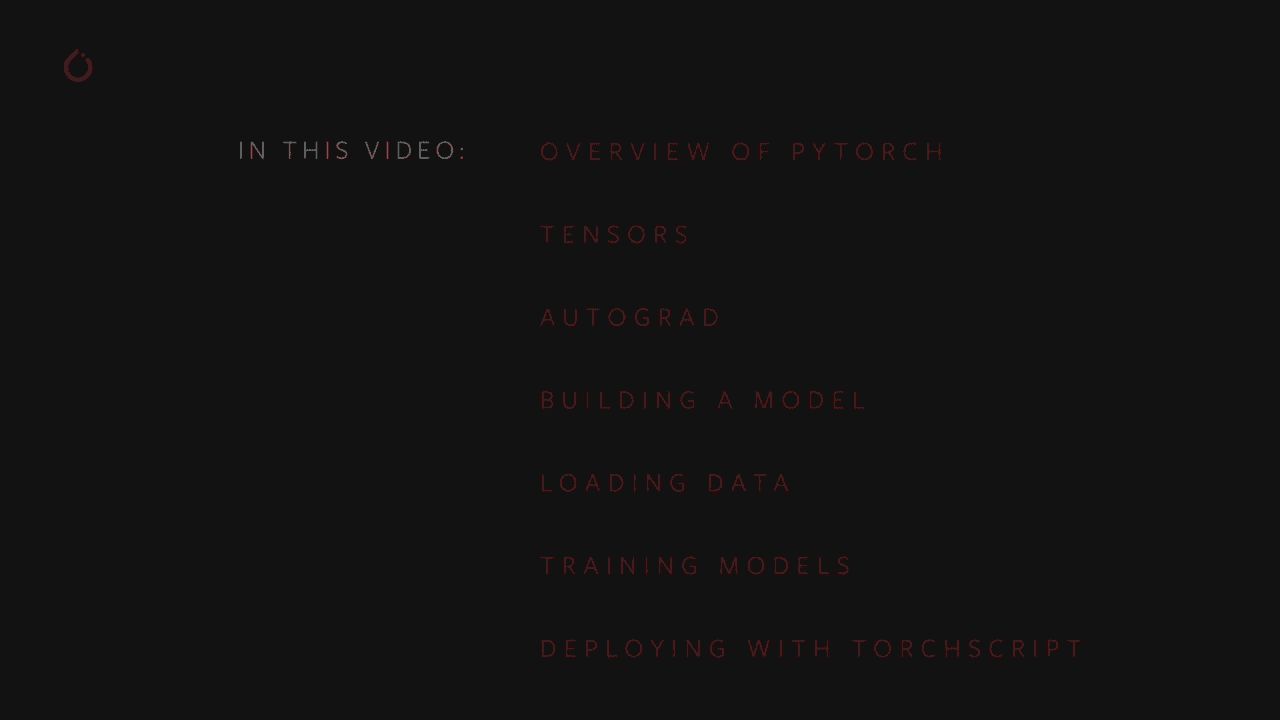 IN THIS VIDEO:
OVERVIEW OF PYTORCH
TENSORS
AUTOGRAD
BUILDING A MODEL
LOADING DATA
TRAINING MODELS
DEPLOYING WITH TORCHSCRIPT